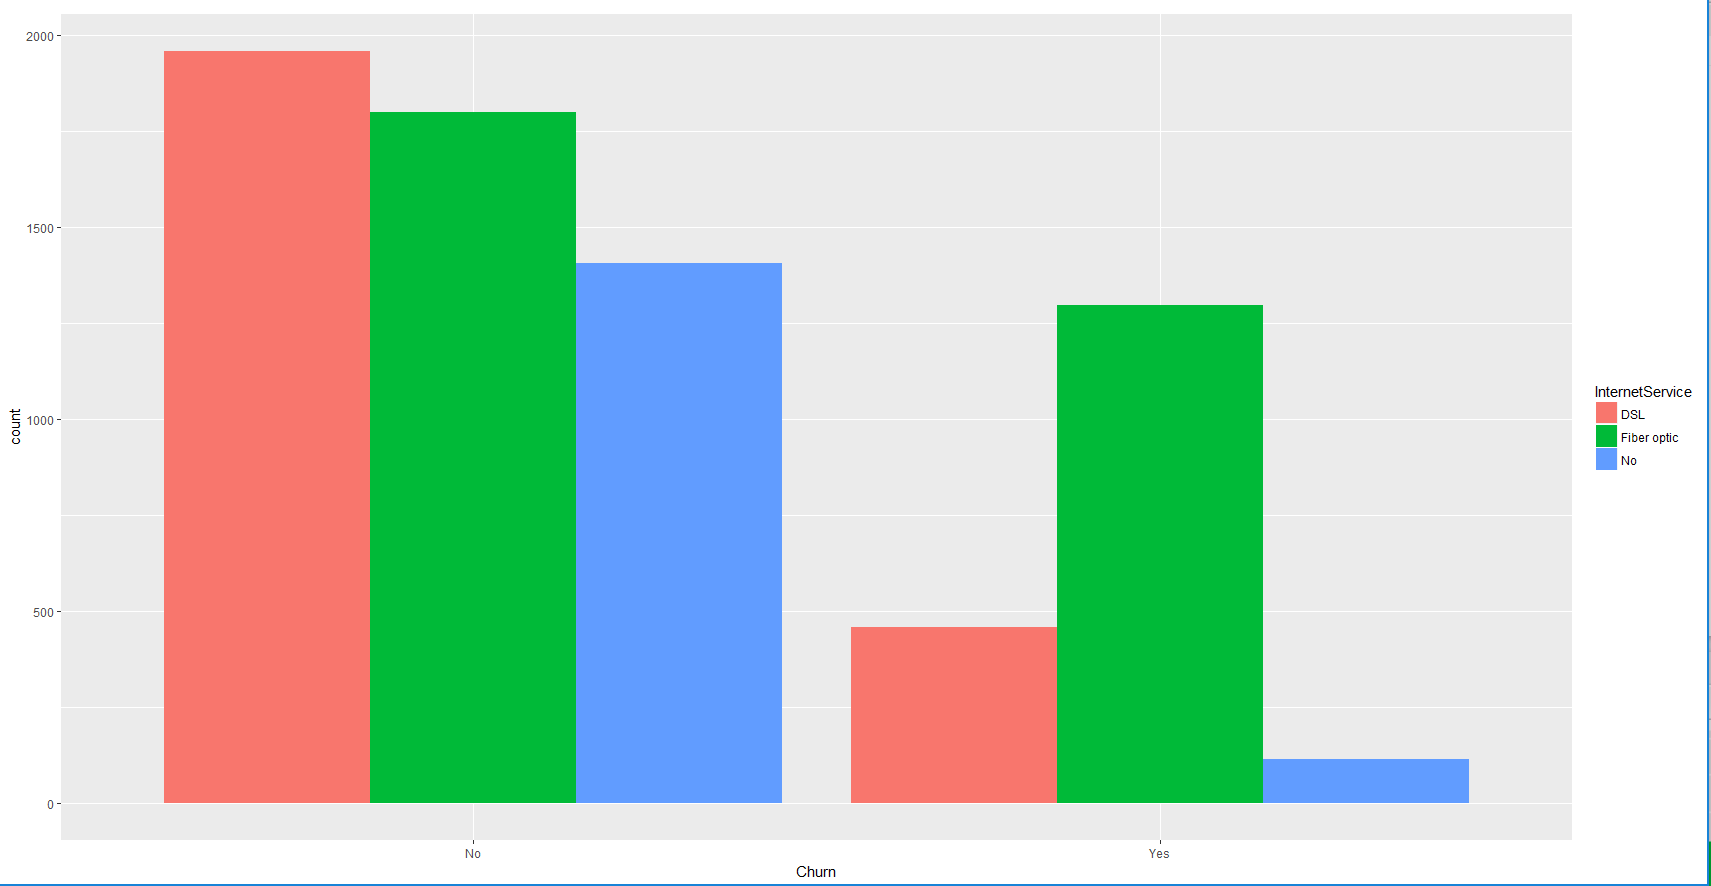 2000
1500
1000
500
0
count
No
Yes
Churn
InternetService
DSL
Fiber optic
No